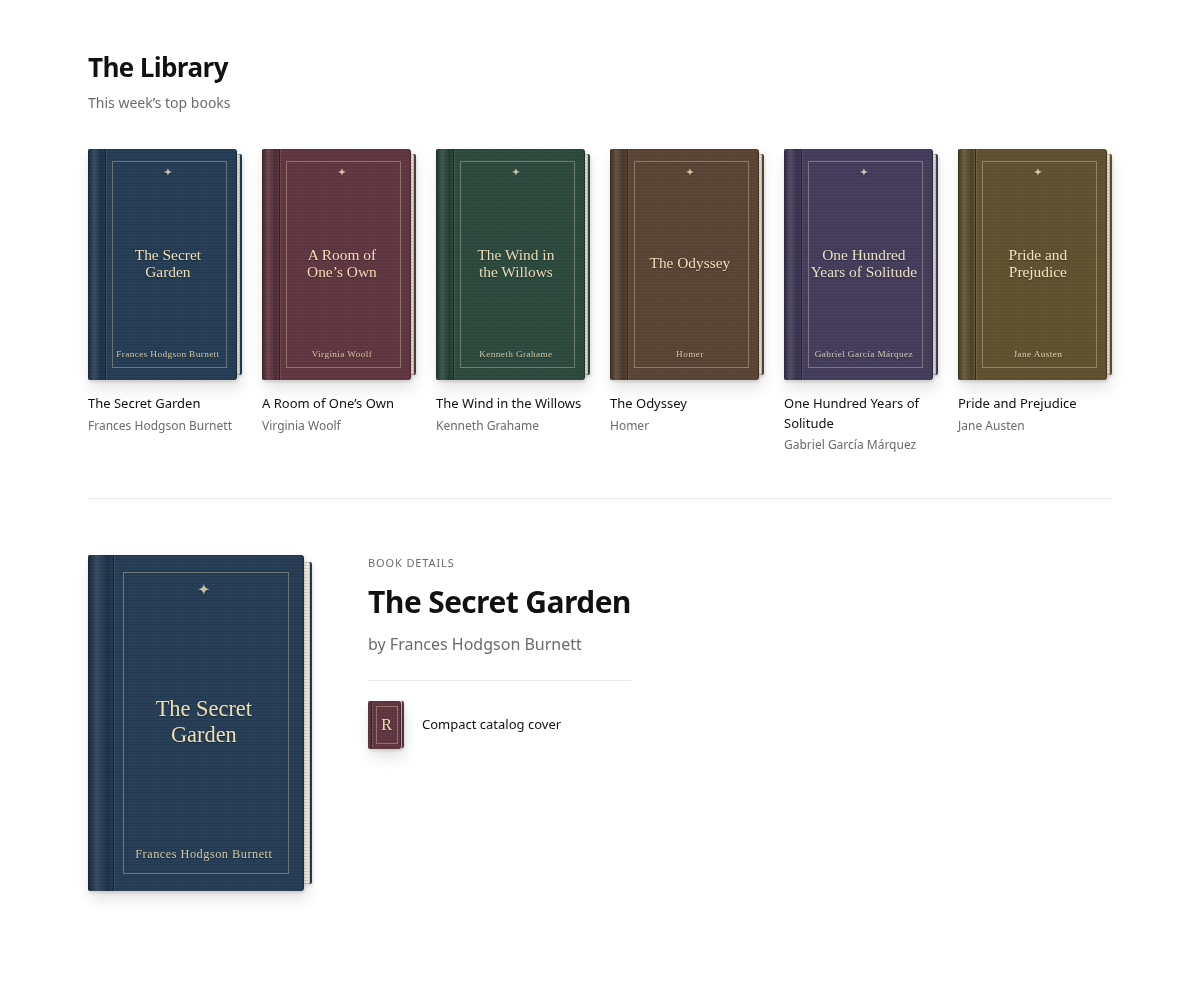 The Library
This week’s top books
✦
The Secret
Garden
Frances Hodgson Burnett
✦
A Room of
One’s Own
Virginia Woolf
✦
The Wind in
the Willows
Kenneth Grahame
✦
The Odyssey
Homer
✦
One Hundred
Years of Solitude
Gabriel García Márquez
✦
Pride and
Prejudice
Jane Austen
The Secret Garden
Frances Hodgson Burnett
A Room of One’s Own
Virginia Woolf
The Wind in the Willows
Kenneth Grahame
The Odyssey
Homer
One Hundred Years of
Solitude
Gabriel García Márquez
Pride and Prejudice
Jane Austen
✦
The Secret
Garden
Frances Hodgson Burnett
BOOK DETAILS
The Secret Garden
by Frances Hodgson Burnett
R
Compact catalog cover